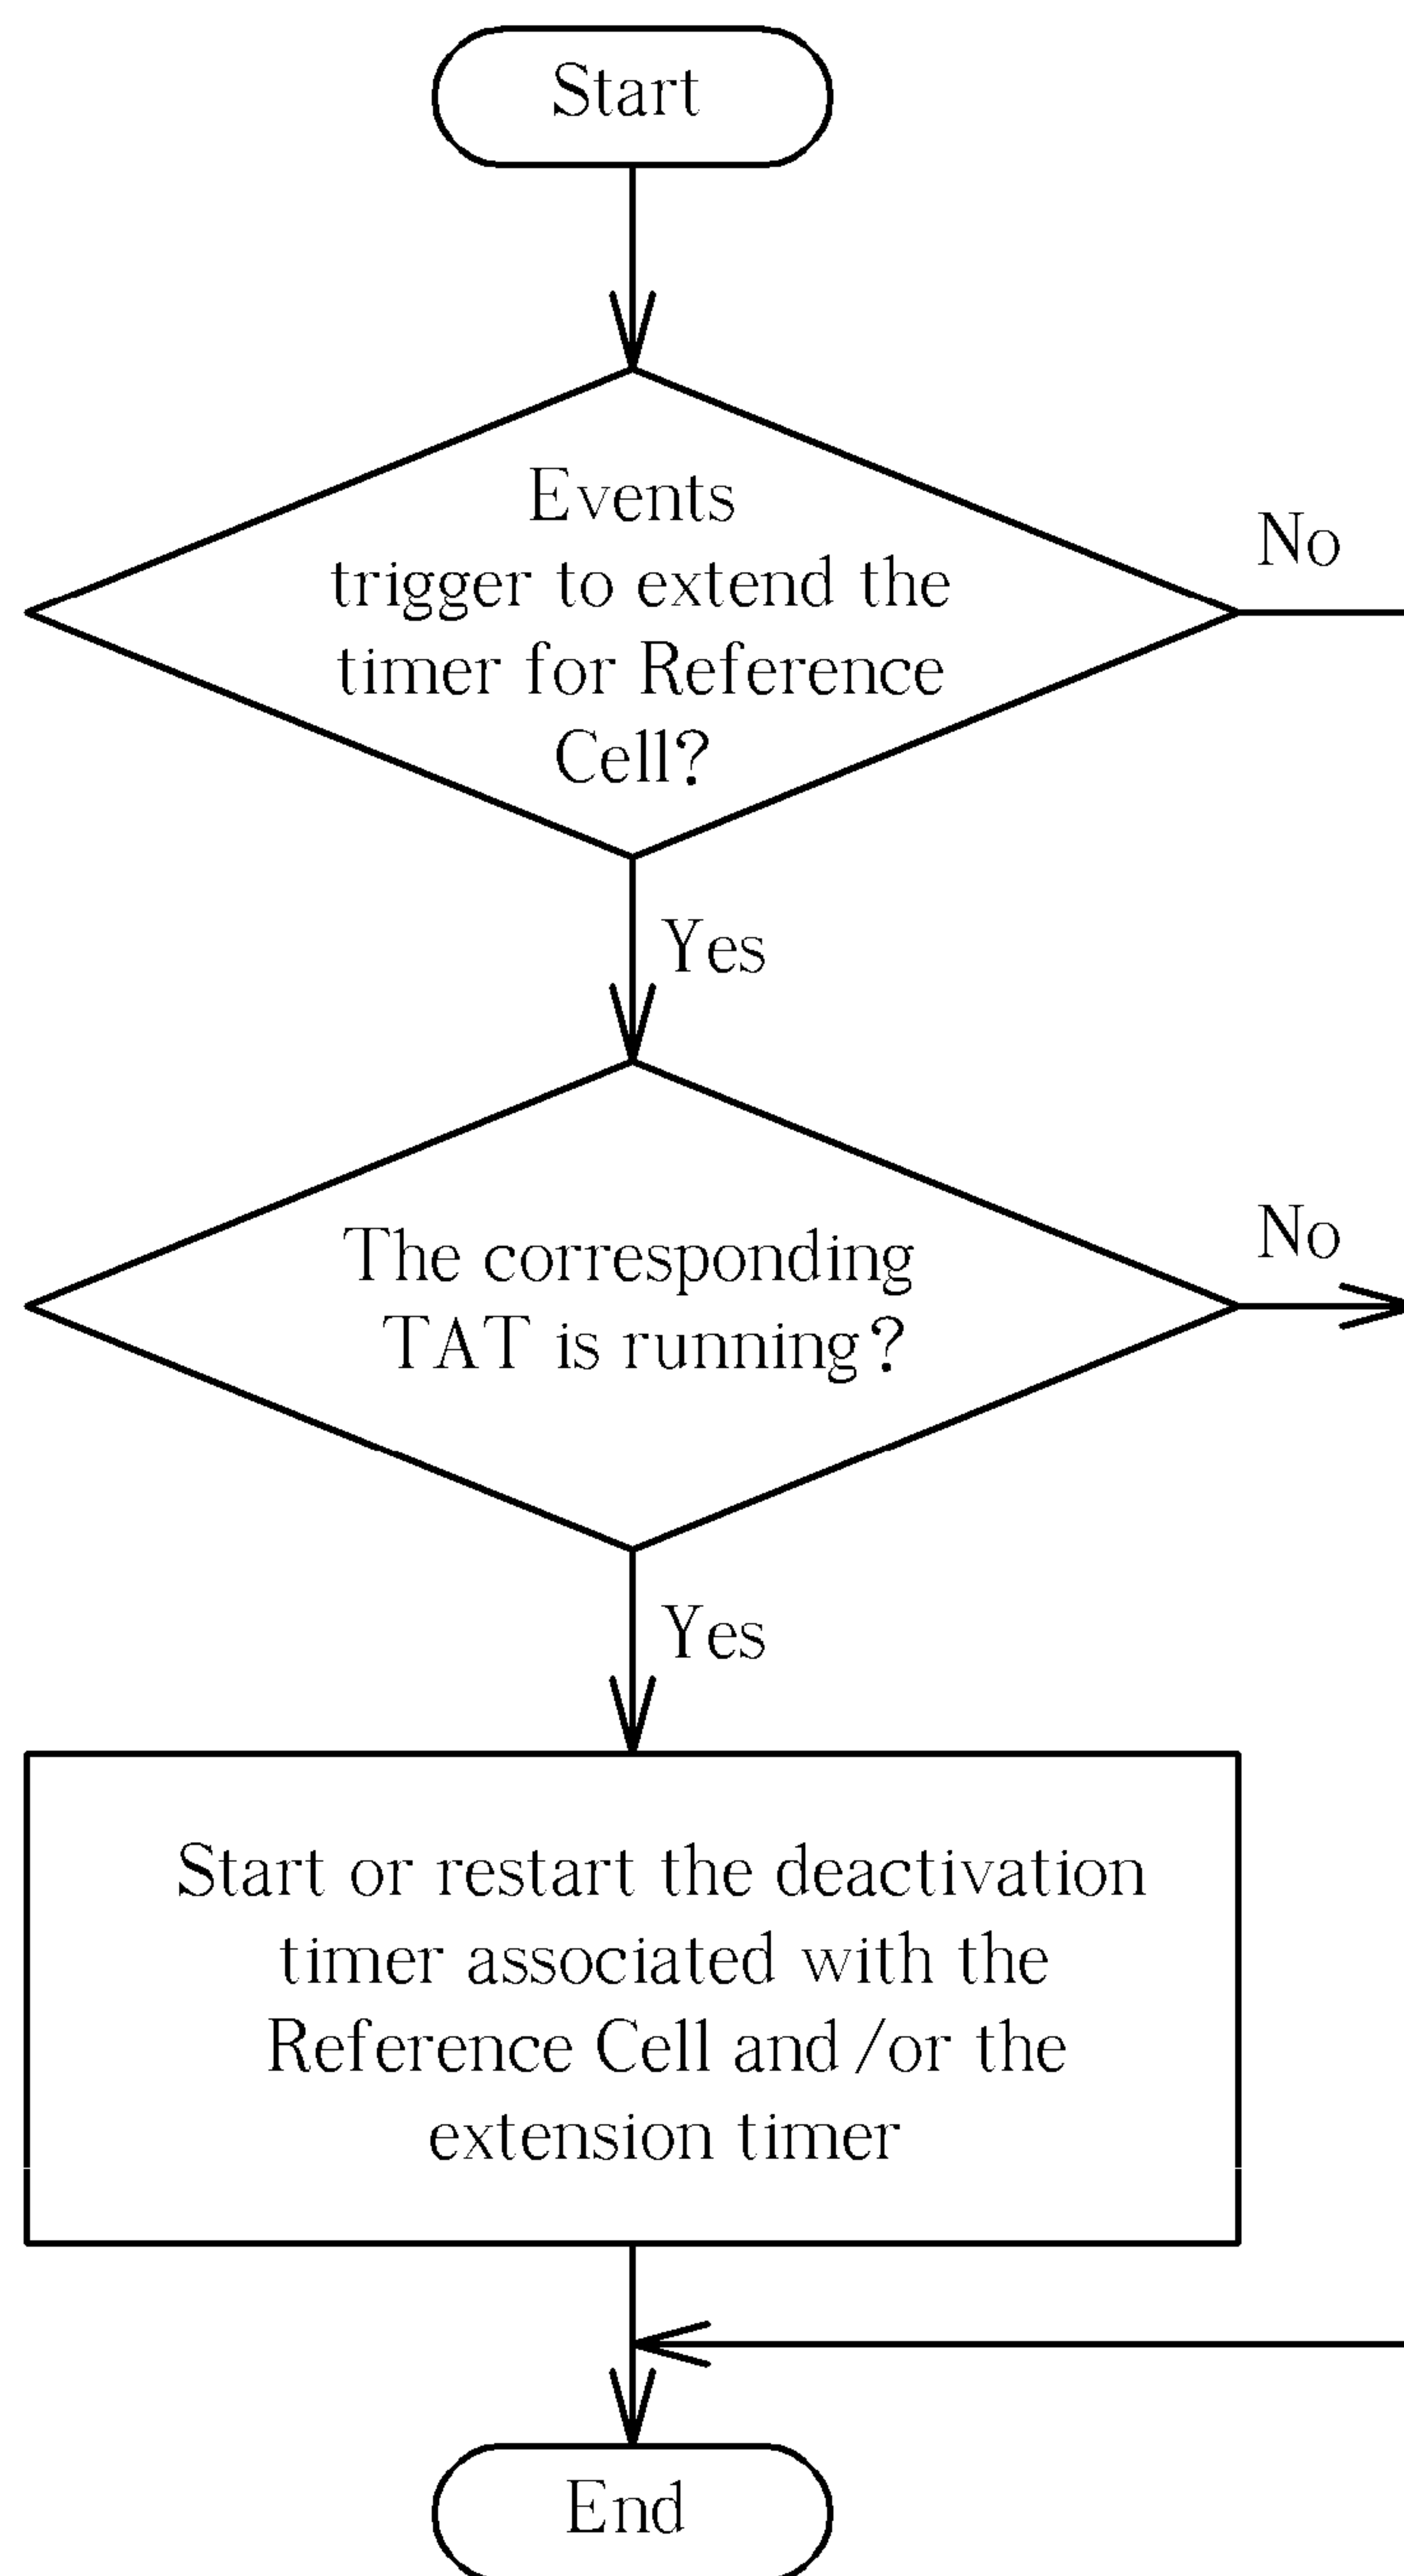 Start
Events
trigger to extend the
timer for Reference
Cell?
No
Yes
The corresponding
TAT is running?
No
Yes
Start or restart the deactivation
timer associated with the
Reference Cell and/or the
extension timer
End